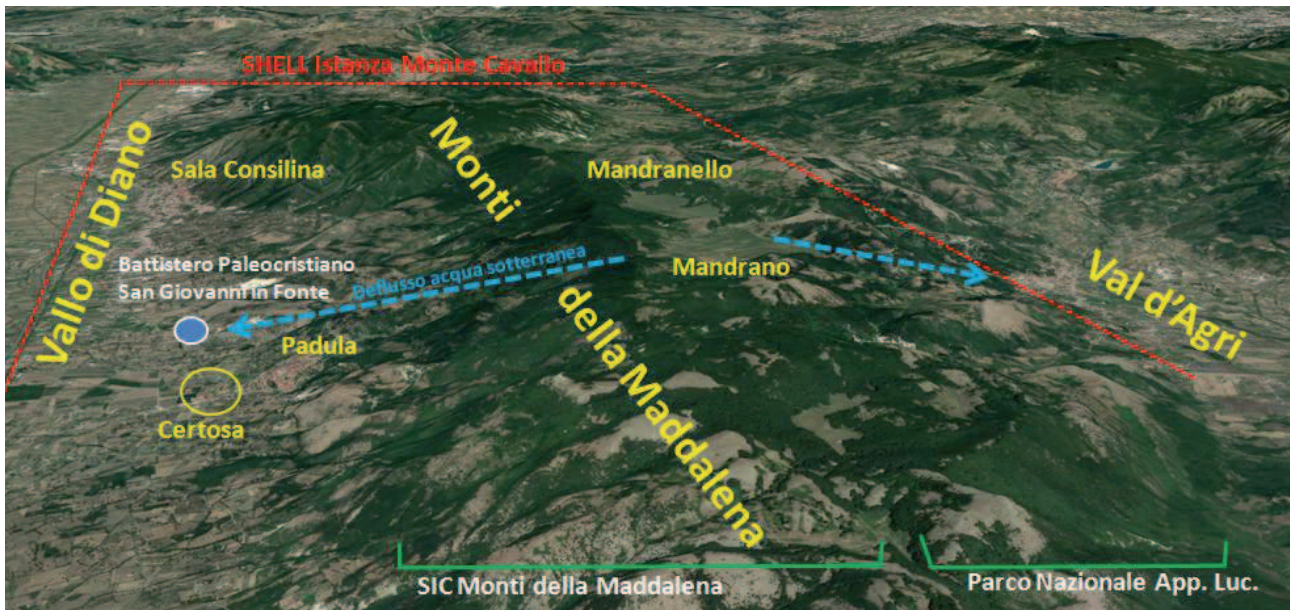 SHELL Istanza Monte Cavallo
Vallo di Diano
Sala Consilina
Monti
della Maddalena
Mandranello
Battistero Paleocristiano
San Giovanni in Fonte
Deflusso acqua sotterranea
Mandrano
Val d'Agri
Padula
Certosa
SIC Monti della Maddalena
Parco Nazionale App. Luc.